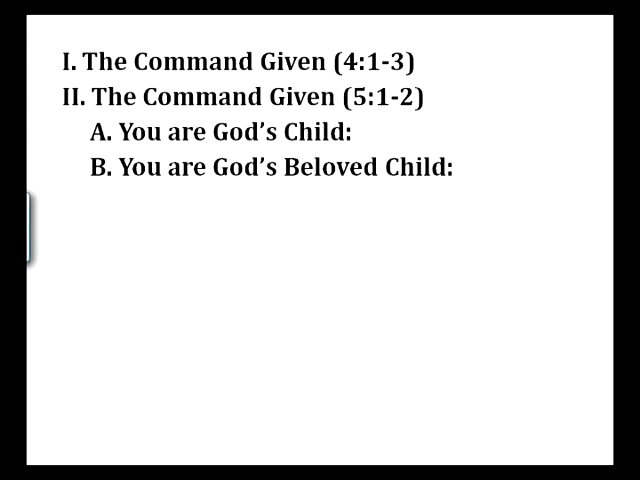 I. The Command Given (4:1-3)
II. The Command Given (5:1-2)
A. You are God’s Child:
B. You are God’s Beloved Child: